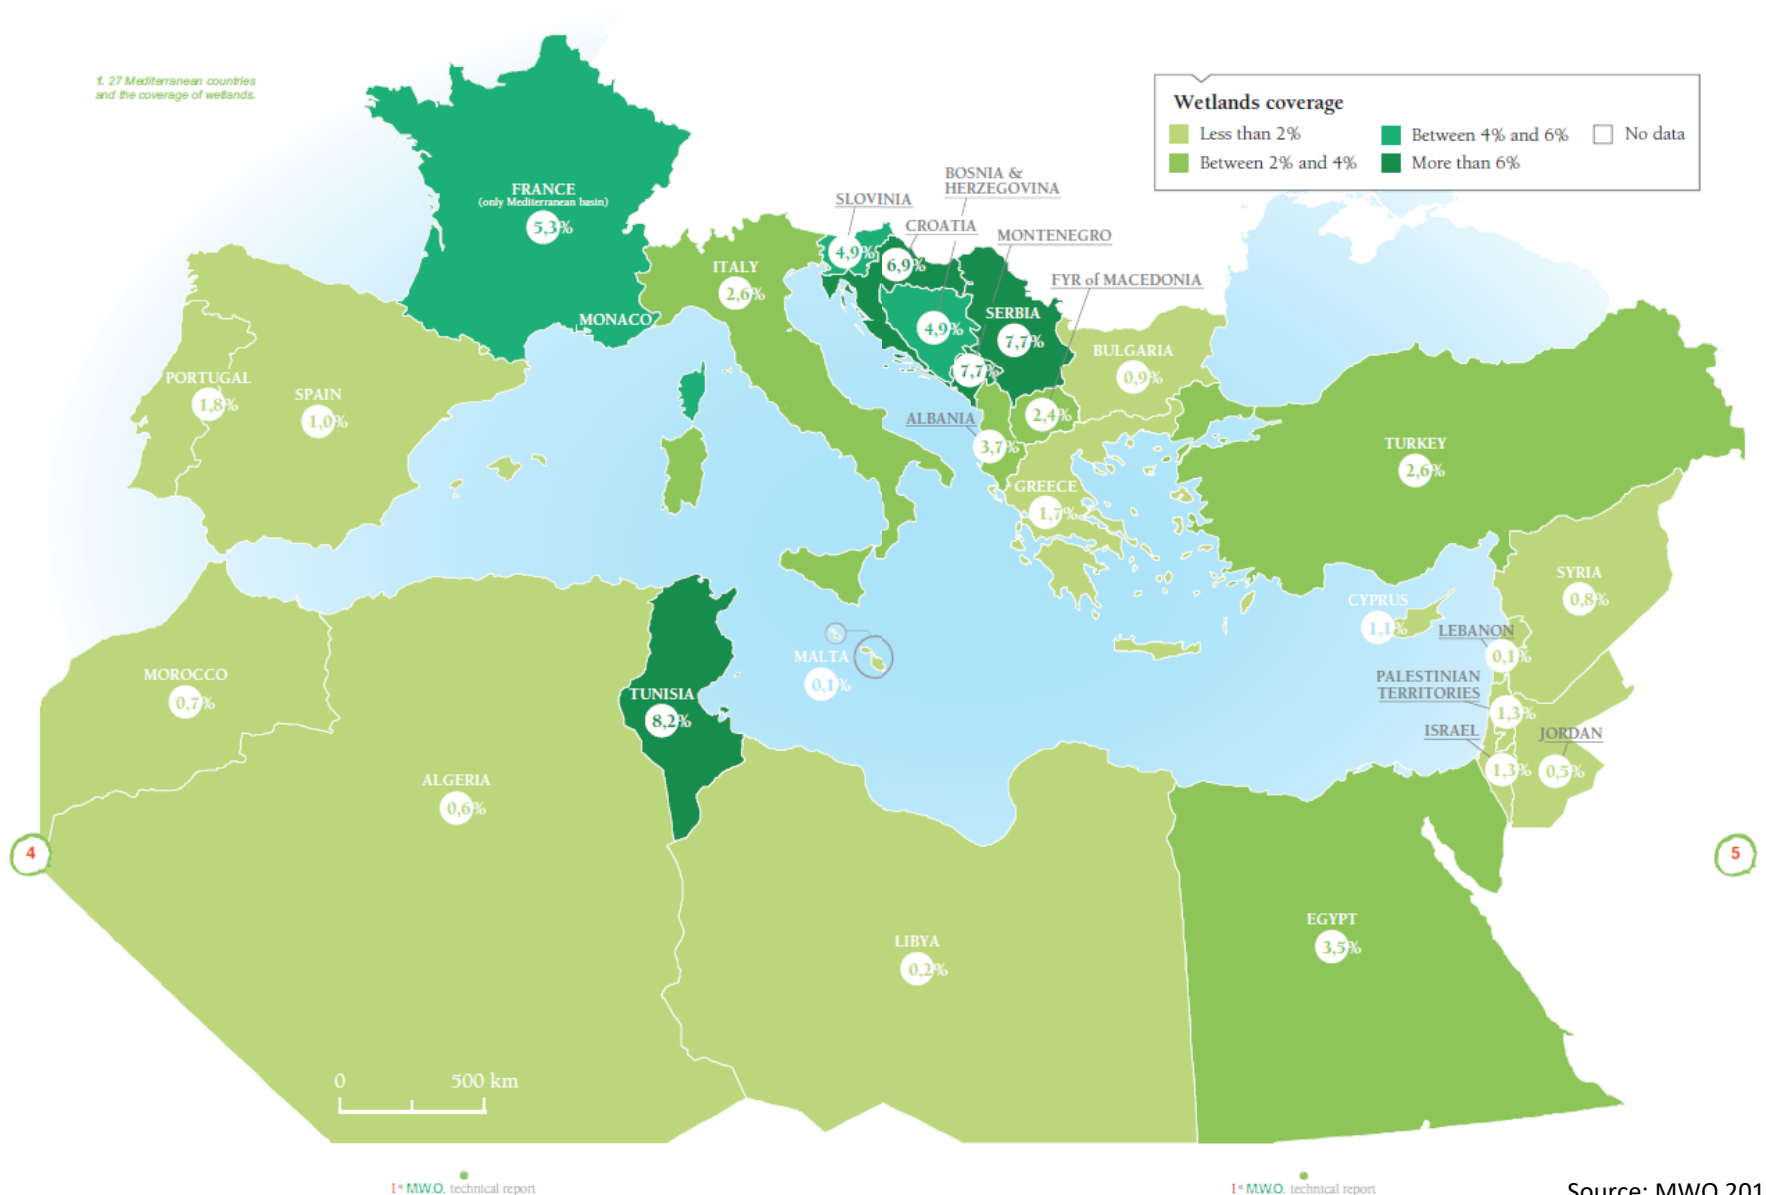 1. 27 Mediterranean countries
and the coverage of wetlands.
Wetlands coverage
Less than 2%
Between 4% and 6%
No data
Between 2% and 4%
More than 6%
FRANCE
(only Mediterranean basin)
5,3%
SLOVINIA
4,9%
BOSNIA &
HERZEGOVINA
4,9%
CROATIA
6,9%
MONTENEGRO
7,7%
FYR of MACEDONIA
2,4%
ITALY
2,6%
MONACO
SERBIA
7,7%
BULGARIA
0,9%
PORTUGAL
1,8%
SPAIN
1,0%
ALBANIA
3,7%
GREECE
1,7%
TURKEY
2,6%
SYRIA
0,8%
CYPRUS
1,1%
LEBANON
0,1%
PALESTINIAN
TERRITORIES
1,3%
ISRAEL
1,3%
JORDAN
0,5%
MALTA
0,1%
MOROCCO
0,7%
TUNISIA
8,2%
ALGERIA
0,6%
LIBYA
0,2%
EGYPT
3,5%
4
5
0
500 km
I = M.W.O. technical report
I = M.W.O. technical report
Source: MWO 201